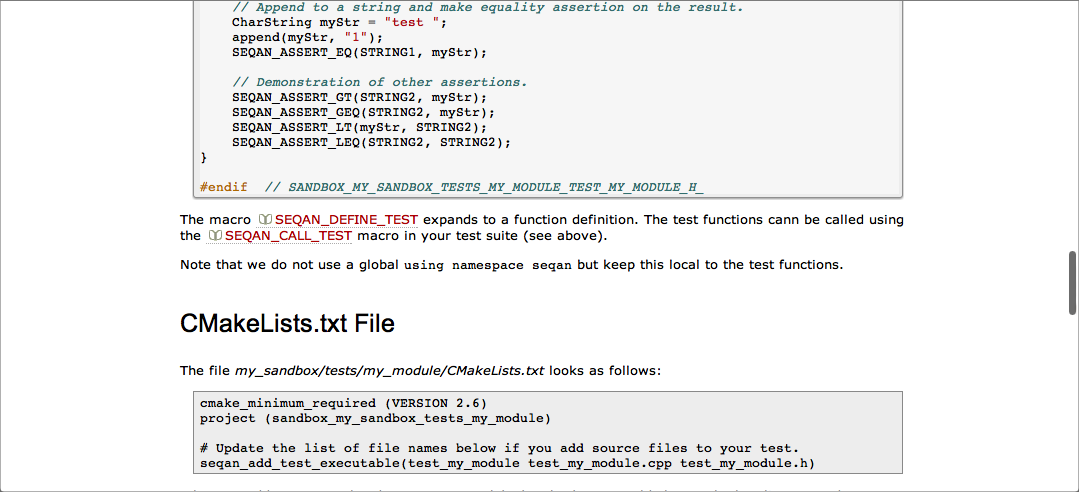 // Append to a string and make equality assertion on the result.
CharString myStr = "test ";
append(myStr, "1");
SEQAN_ASSERT_EQ(STRING1, myStr);
// Demonstration of other assertions.
SEQAN_ASSERT_GT(STRING2, myStr);
SEQAN_ASSERT_GEQ(STRING2, myStr);
SEQAN_ASSERT_LT(myStr, STRING2);
SEQAN_ASSERT_LEQ(STRING2, STRING2);
}
#endif  // SANDBOX_MY_SANDBOX_TESTS_MY_MODULE_TEST_MY_MODULE_H_
The macro SEQAN_DEFINE_TEST expands to a function definition. The test functions cann be called using
the SEQAN_CALL_TEST macro in your test suite (see above).
Note that we do not use a global using namespace seqan but keep this local to the test functions.
CMakeLists.txt File
The file my_sandbox/tests/my_module/CMakeLists.txt looks as follows:
cmake_minimum_required (VERSION 2.6)
project (sandbox_my_sandbox_tests_my_module)
# Update the list of file names below if you add source files to your test.
seqan_add_test_executable(test_my_module test_my_module.cpp test_my_module.h)